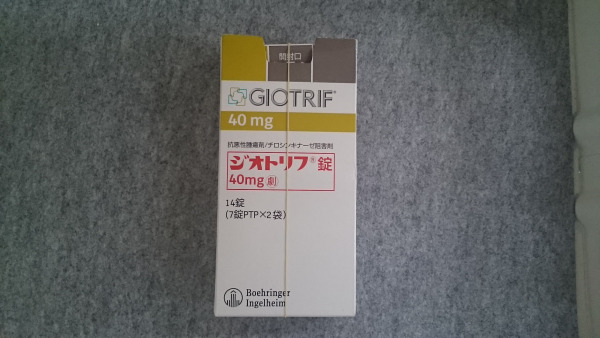 開封口
GIOTRIF®
40 mg
抗悪性腫瘍剤/チロシンキナーゼ阻害剤
ジオトリフ®錠
40mg 劇
14錠
(7錠PTP×2袋)
Boehringer
Ingelheim